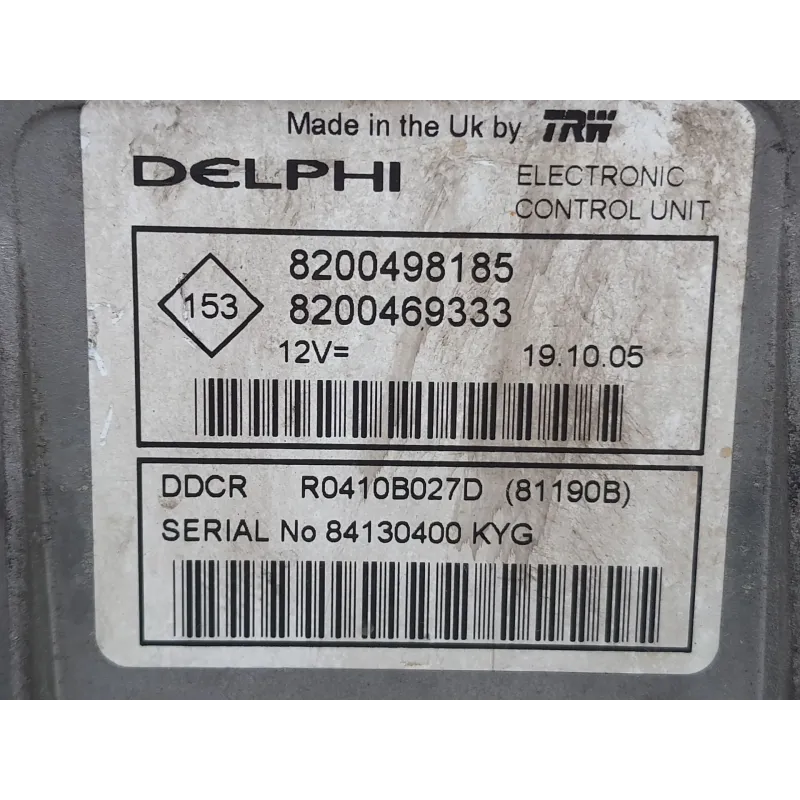 Made in the Uk by TRW
DELPHI ELECTRONIC
CONTROL UNIT
8200498185
153
8200469333
12V= 19.10.05
DDCR R0410B027D (81190B)
SERIAL No 84130400 KYG